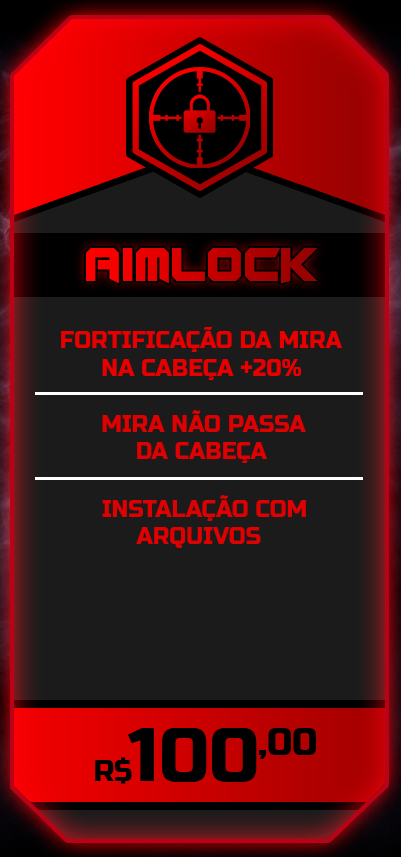 AIMLOCK
FORTIFICAÇÃO DA MIRA
NA CABEÇA +20%
MIRA NÃO PASSA
DA CABEÇA
INSTALAÇÃO COM
ARQUIVOS
R$100,00